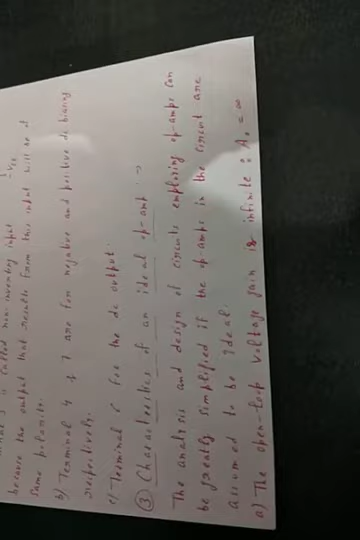 is called non-inverting input -VEE
because the output that results from this input will be of
same polarity.
b) Terminal 4 & 7 are for negative and positive dc biasing
respectively.
c) Terminal 6 for the dc output.
③ Characteristics of an ideal op-amp :→
The analysis and design of circuits employing op-amps can
be greatly simplified if the op-amps in the circuit are
assumed to be ideal.
a) The open-loop voltage gain is infinite : A₀ = ∞